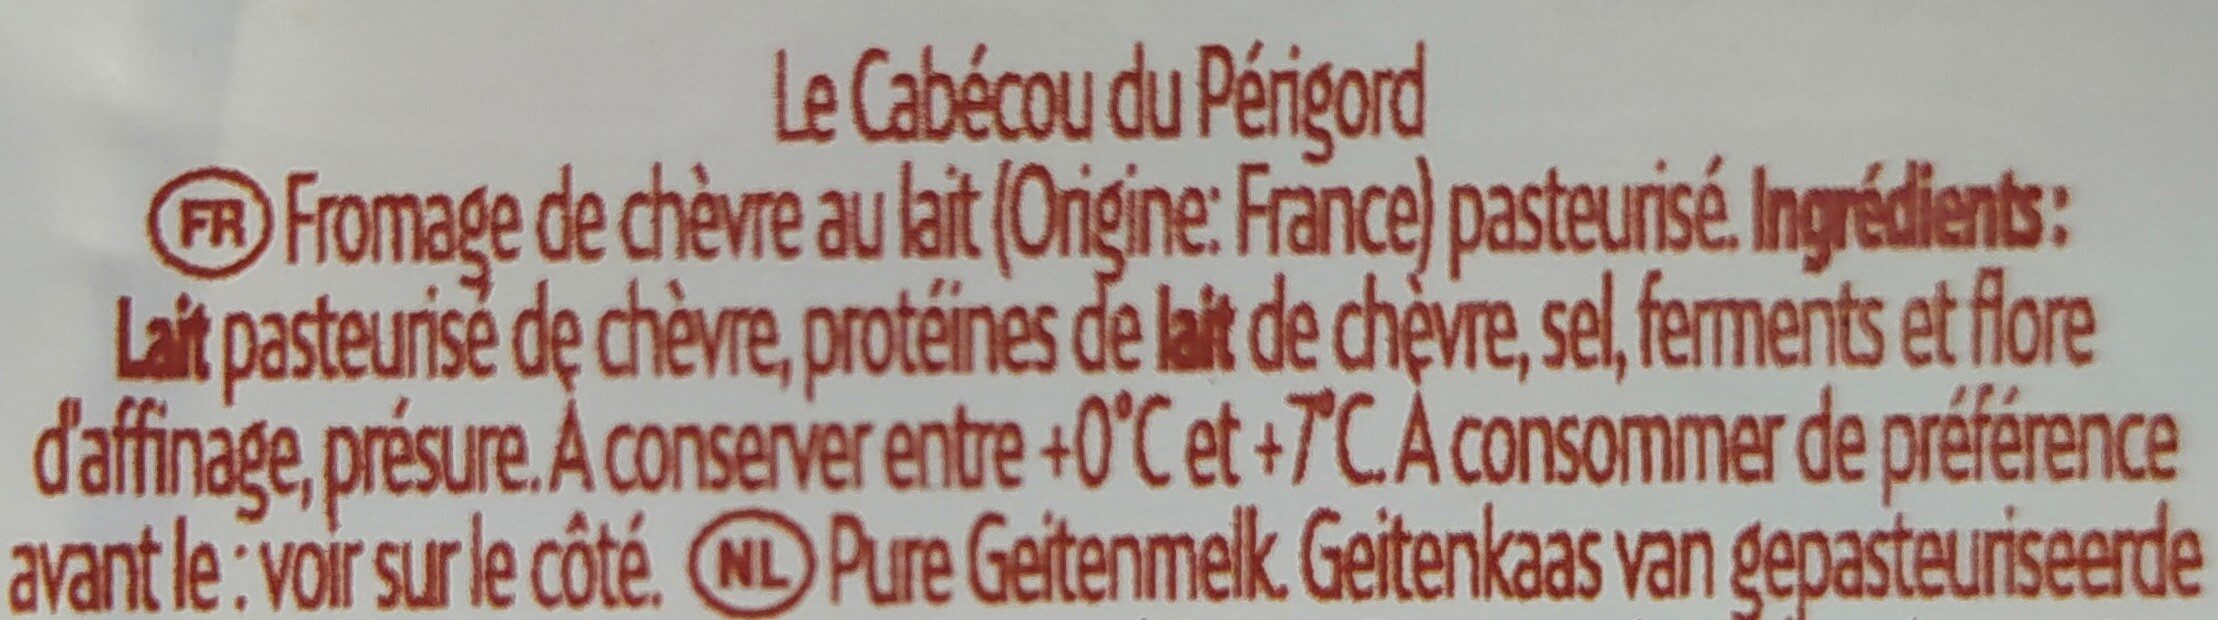 Le Cabécou du Périgord
FR Fromage de chèvre au lait (Origine: France) pasteurisé. Ingrédients :
Lait pasteurisé de chèvre, protéines de lait de chèvre, sel, ferments et flore
d'affinage, présure. À conserver entre +0°C et +7°C. À consommer de préférence
avant le : voir sur le côté. NL Pure Geitenmelk. Geitenkaas van gepasteuriseerde